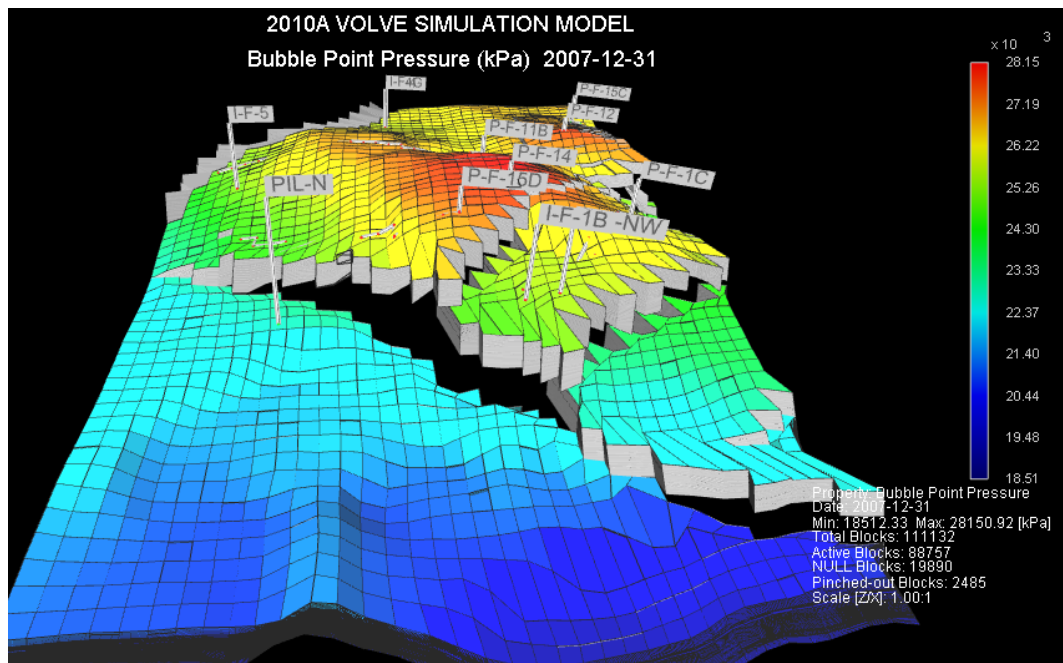 2010A VOLVE SIMULATION MODEL
Bubble Point Pressure (kPa) 2007-12-31
x 10 3
28.15
27.19
26.22
25.26
24.30
23.33
22.37
21.40
20.44
19.48
18.51
I-F4G
P-F-15C
I-F-5
P-F-12
P-F-11B
P-F-14
P-F-1C
PIL-N
P-F-15D
I-F-1B -NW
Property: Bubble Point Pressure
Date: 2007-12-31
Min: 18512.33 Max: 28150.92 [kPa]
Total Blocks: 111132
Active Blocks: 88757
NULL Blocks: 19890
Pinched-out Blocks: 2485
Scale [Z/X]: 1.00:1